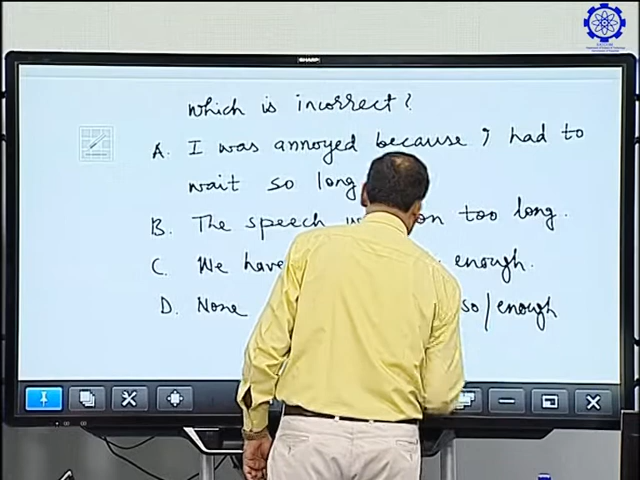 SHARP
which is incorrect?
A. I was annoyed because I had to
wait so long
B. The speech on too long.
C. We have enough.
D. None so/enough